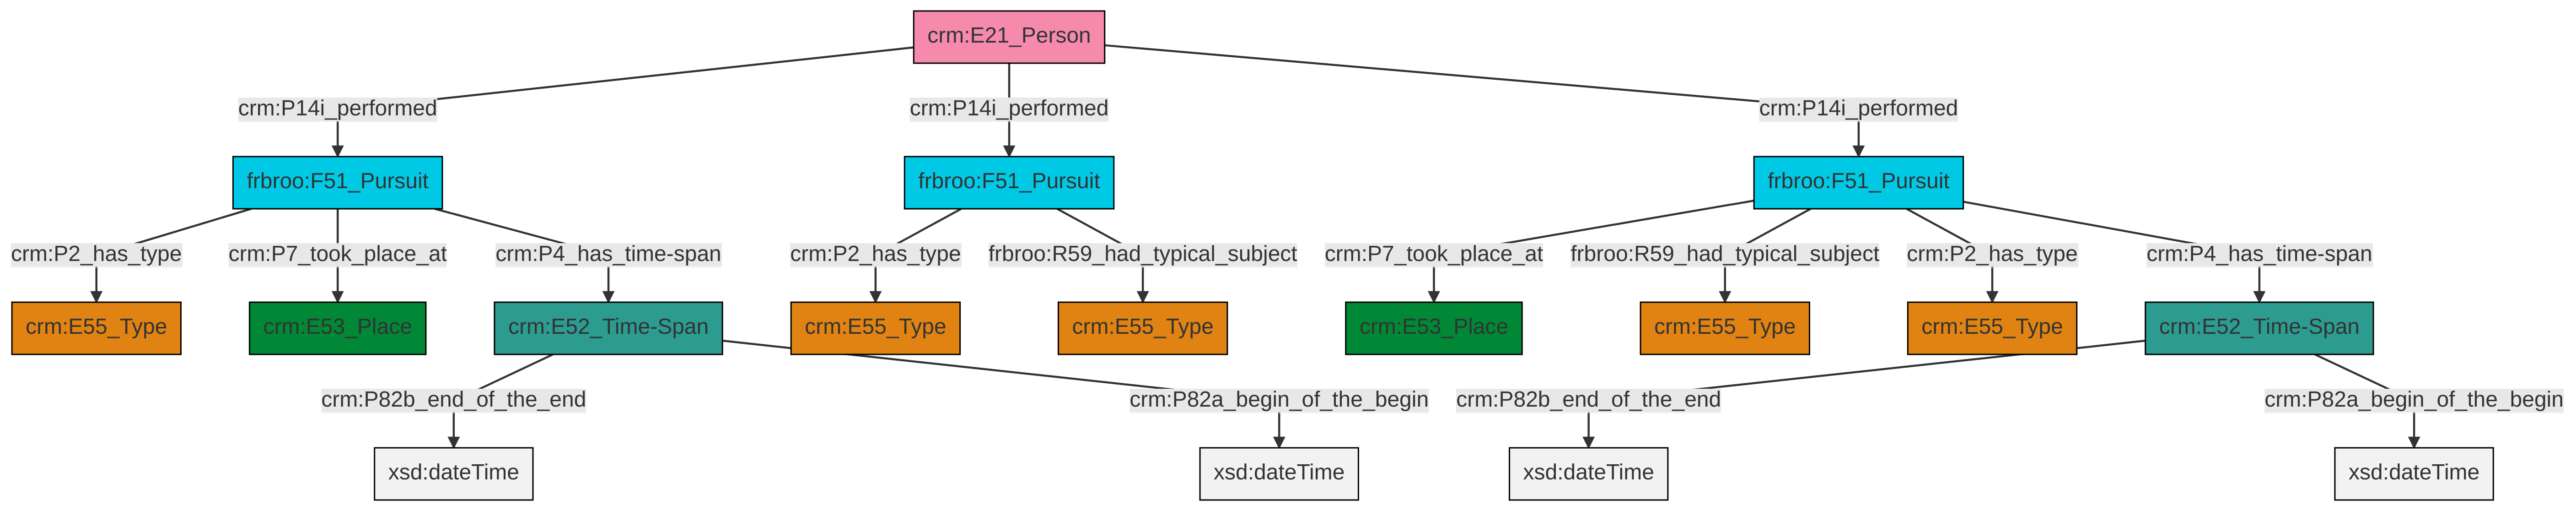 crm:E21_Person
crm:P14i_performed
crm:P14i_performed
crm:P14i_performed
frbroo:F51_Pursuit
frbroo:F51_Pursuit
frbroo:F51_Pursuit
crm:P2_has_type
crm:P7_took_place_at
crm:P4_has_time-span
crm:P2_has_type
frbroo:R59_had_typical_subject
crm:P7_took_place_at
frbroo:R59_had_typical_subject
crm:P2_has_type
crm:P4_has_time-span
crm:E55_Type
crm:E53_Place
crm:E52_Time-Span
crm:E55_Type
crm:E55_Type
crm:E53_Place
crm:E55_Type
crm:E55_Type
crm:E52_Time-Span
crm:P82b_end_of_the_end
crm:P82a_begin_of_the_begin
crm:P82b_end_of_the_end
crm:P82a_begin_of_the_begin
xsd:dateTime
xsd:dateTime
xsd:dateTime
xsd:dateTime